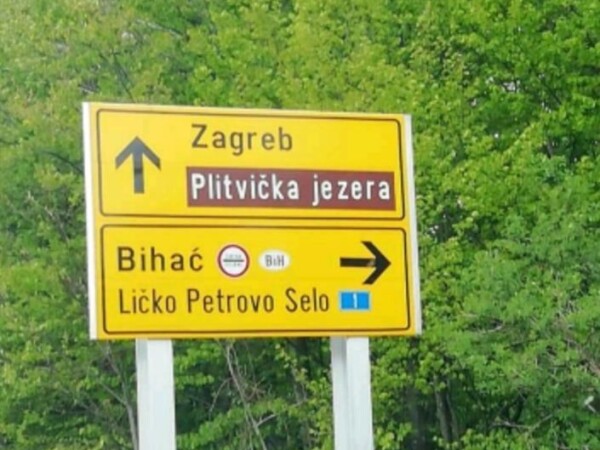 Zagreb
Plitvička jezera
Bihać BiH
Ličko Petrovo Selo 1